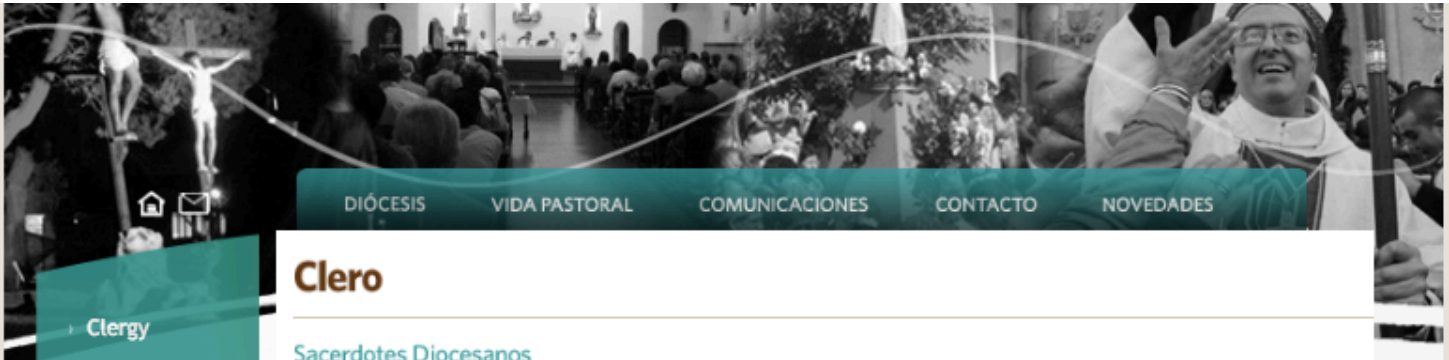 DIÓCESIS VIDA PASTORAL COMUNICACIONES CONTACTO NOVEDADES
Clero
Clergy
Sacerdotes Diocesanos